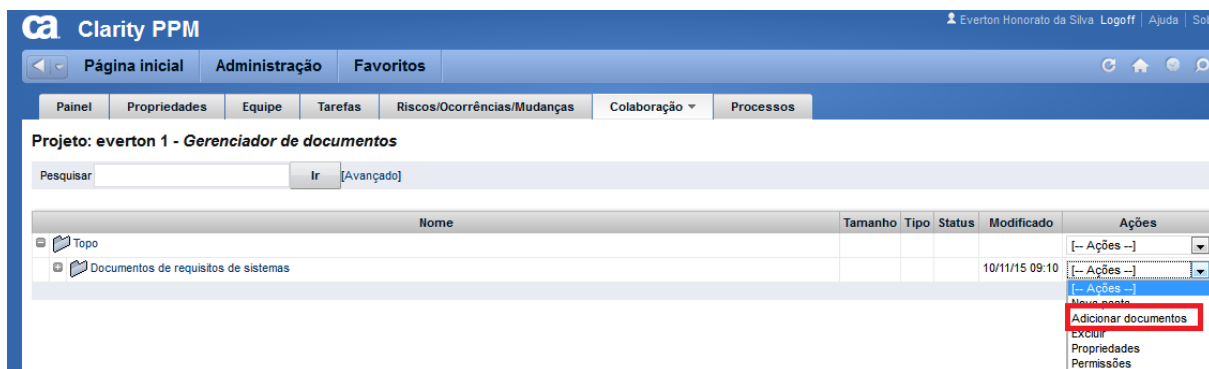 ca Clarity PPM
Everton Honorato da Silva Logoff | Ajuda |
Página inicial Administração Favoritos
Painel Propriedades Equipe Tarefas Riscos/Ocorrências/Mudanças Colaboração Processos
Projeto: everton 1 - Gerenciador de documentos
Pesquisar Ir [Avançado]
Nome Tamanho Tipo Status Modificado Ações
Topo [-- Ações --]
Documentos de requisitos de sistemas 10/11/15 09:10 [-- Ações --]
[-- Ações --]
Nova pasta
Adicionar documentos
Excluir
Propriedades
Permissões